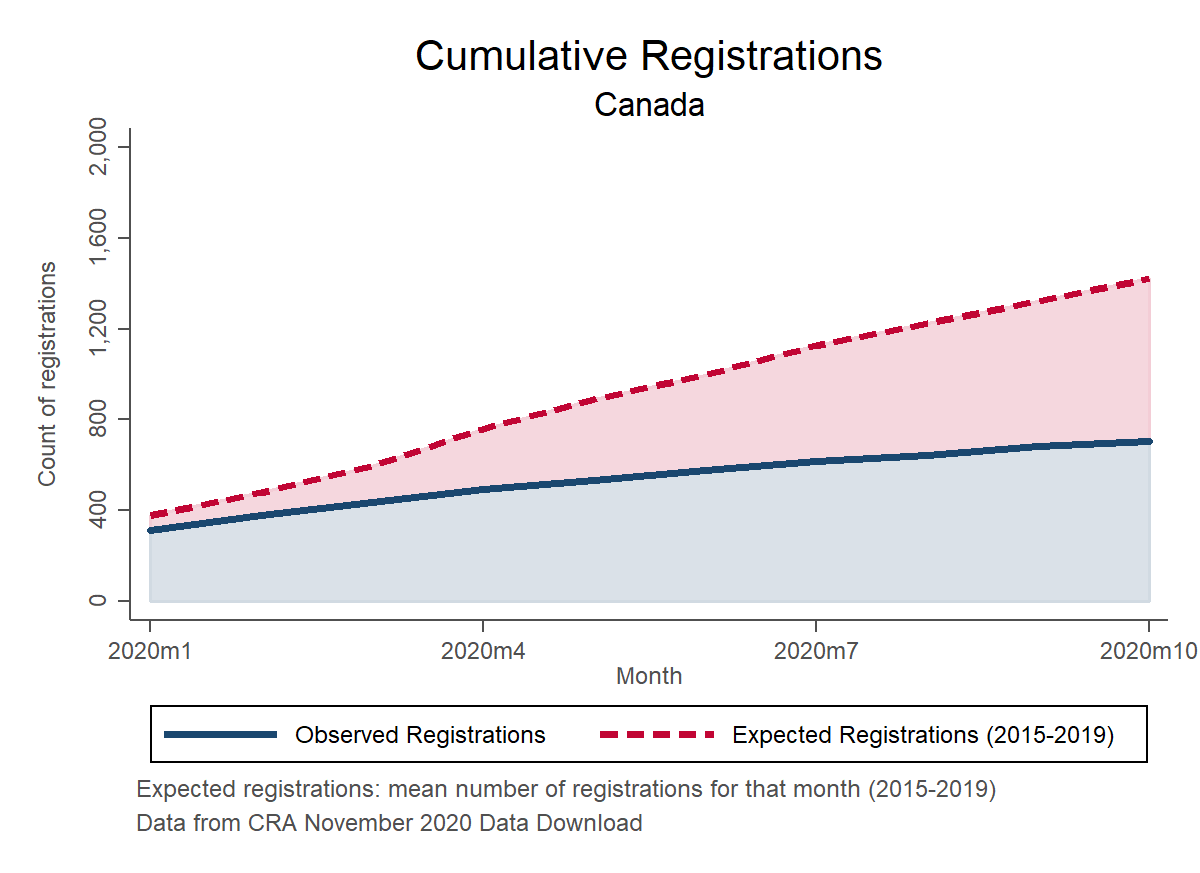 Cumulative Registrations
Canada
2,000
1,600
1,200
800
400
0
Count of registrations
2020m1 2020m4 2020m7 2020m10
Month
Observed Registrations Expected Registrations (2015-2019)
Expected registrations: mean number of registrations for that month (2015-2019)
Data from CRA November 2020 Data Download